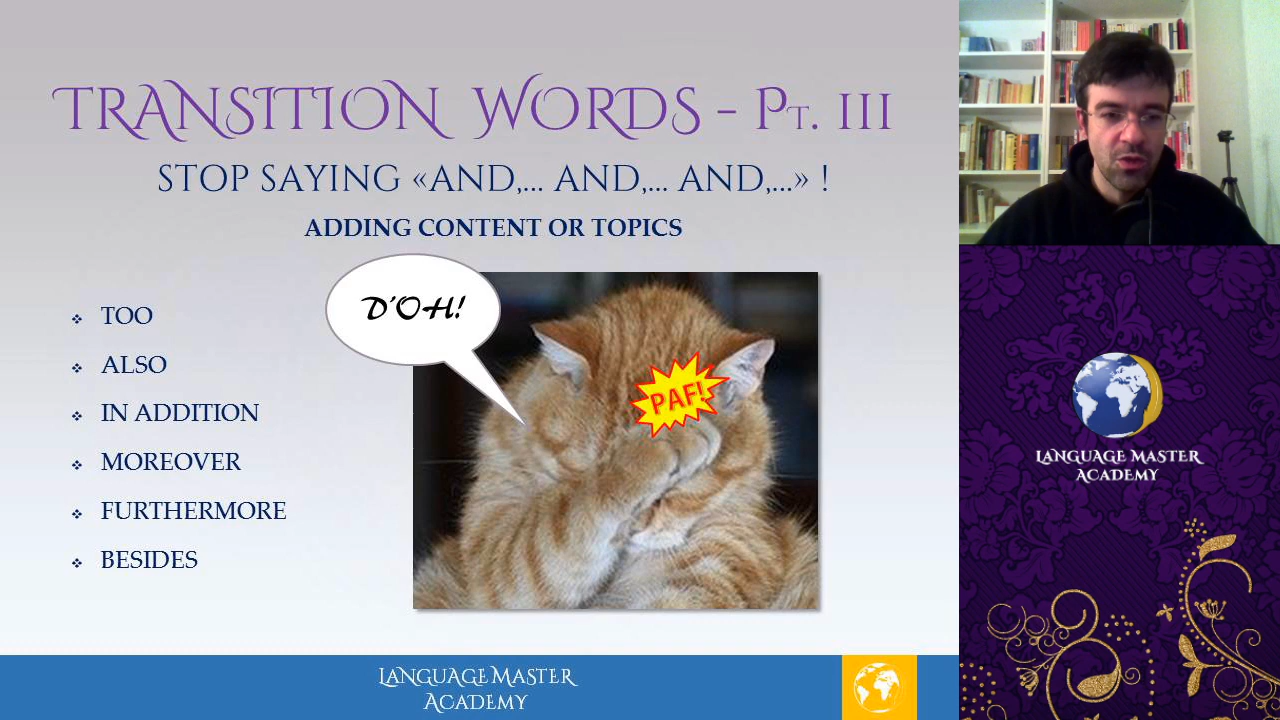 TRANSITION WORDS – PT. III
STOP SAYING «AND,... AND,... AND,...» !
ADDING CONTENT OR TOPICS
D'OH!
PAF!
TOO
ALSO
IN ADDITION
MOREOVER
FURTHERMORE
BESIDES
LANGUAGE MASTER
ACADEMY
LANGUAGE MASTER
ACADEMY